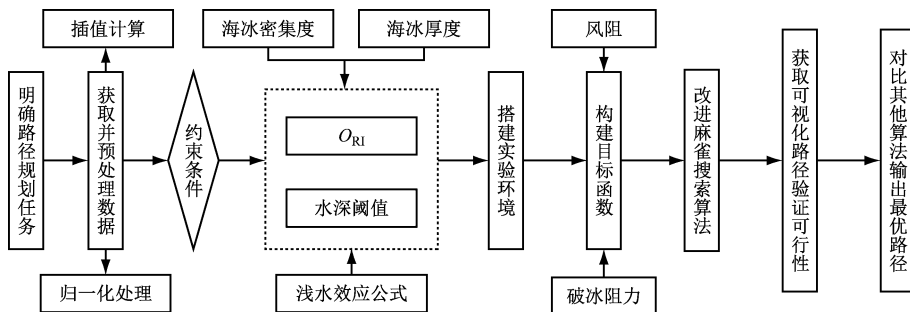 插值计算
海冰密集度
海冰厚度
风阻
明确路径规划任务
获取并预处理数据
约束条件
O_RI
水深阈值
搭建实验环境
构建目标函数
改进麻雀搜索算法
获取可视化路径验证可行性
对比其他算法输出最优路径
归一化处理
浅水效应公式
破冰阻力